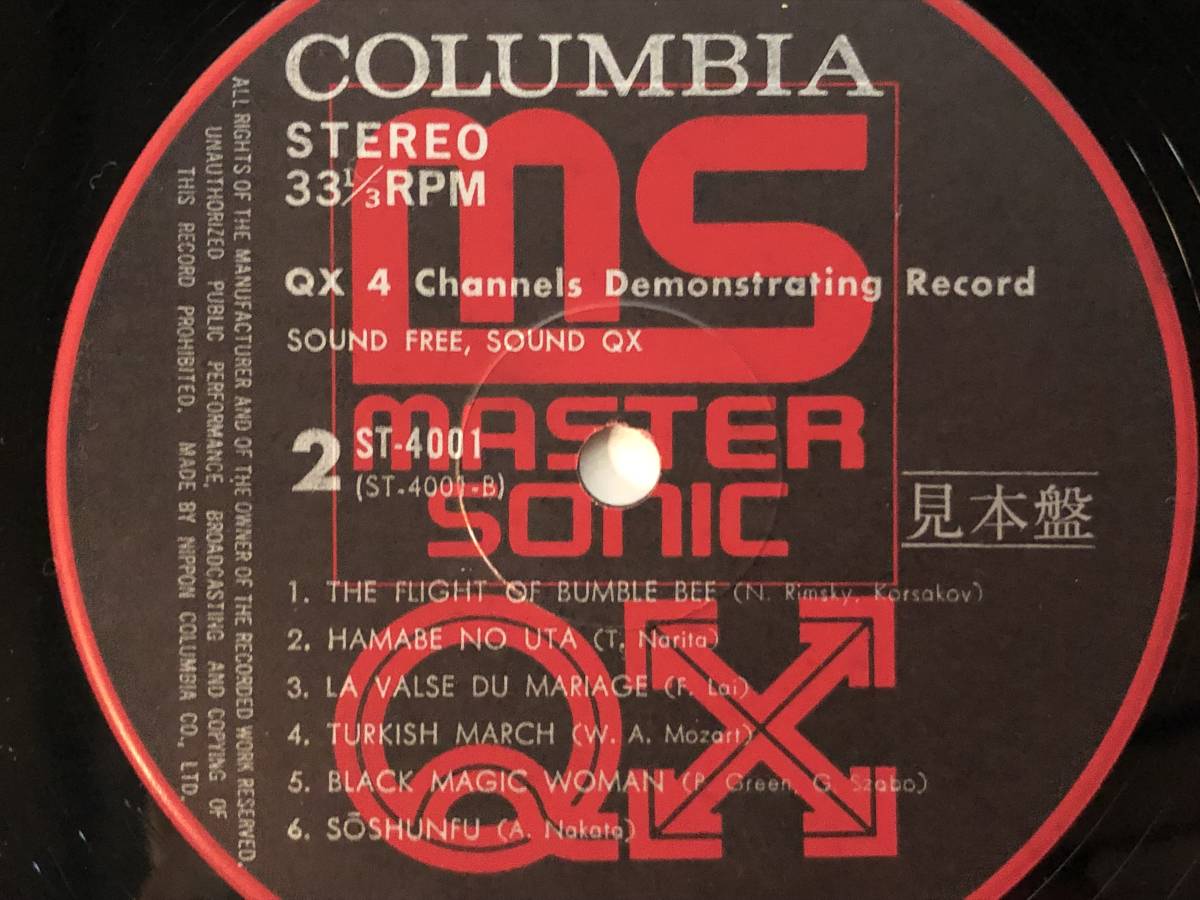 COLUMBIA
STEREO
33 1/3 RPM
MS
QX 4 Channels Demonstrating Record
SOUND FREE, SOUND QX
2
ST-4001
(ST-4001-B)
MASTER
SONIC
見本盤
1. THE FLIGHT OF BUMBLE BEE (N. Rimsky, Korsakov)
2. HAMABE NO UTA (T. Narita)
3. LA VALSE DU MARIAGE (F. Lai)
4. TURKISH MARCH (W. A. Mozart)
5. BLACK MAGIC WOMAN (P. Green, G. Szabo)
6. SŌSHUNFU (A. Nakata)
QX
ALL RIGHTS OF THE MANUFACTURER AND OF THE OWNER OF THE RECORDED WORK RESERVED.
UNAUTHORIZED PUBLIC PERFORMANCE, BROADCASTING AND COPYING OF
THIS RECORD PROHIBITED. MADE BY NIPPON COLUMBIA CO., LTD.